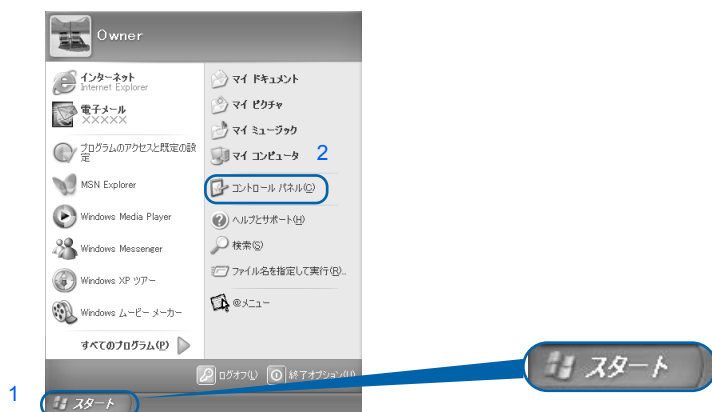 Owner
インターネット
Internet Explorer
電子メール
×××××
プログラムのアクセスと既定の設
定
MSN Explorer
Windows Media Player
Windows Messenger
Windows XP ツアー
Windows ムービー メーカー
すべてのプログラム(P)
マイ ドキュメント
マイ ピクチャ
マイ ミュージック
マイ コンピュータ
2
コントロール パネル(C)
ヘルプとサポート(H)
検索(S)
ファイル名を指定して実行(R)...
@メニュー
ログオフ(L)
終了オプション(U)
1
スタート
スタート